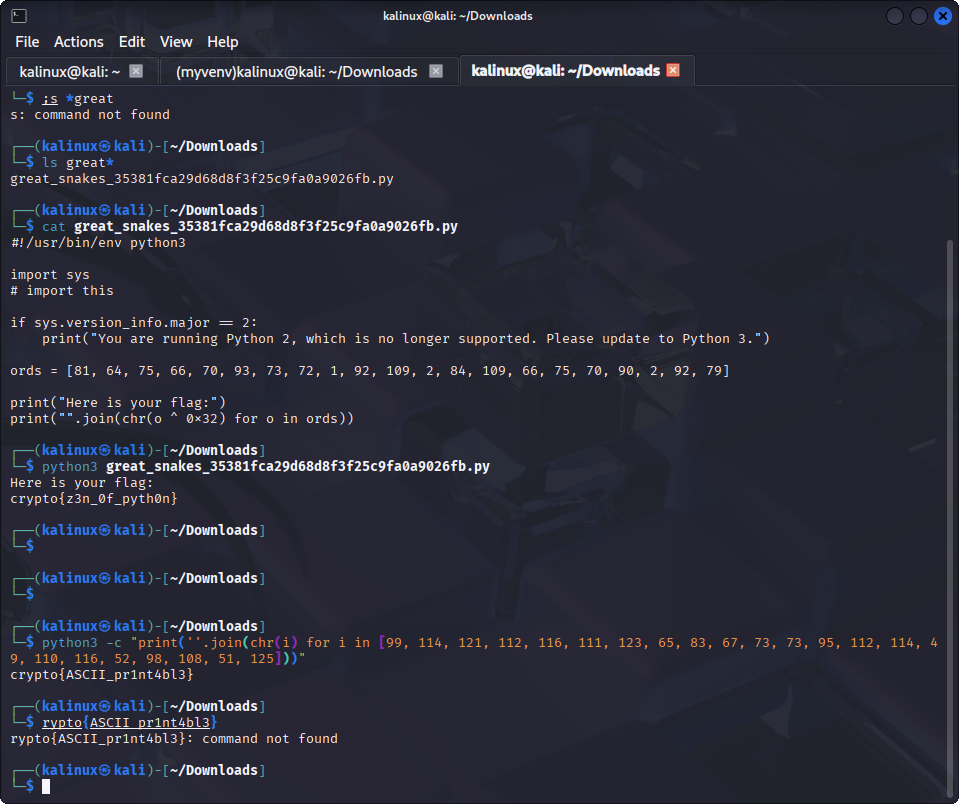 kalinux@kali: ~/Downloads
File Actions Edit View Help
kalinux@kali: ~ (myvenv)kalinux@kali: ~/Downloads kalinux@kali: ~/Downloads
└─$ ;s *great
s: command not found
┌──(kalinux㉿kali)-[~/Downloads]
└─$ ls great*
great_snakes_35381fca29d68d8f3f25c9fa0a9026fb.py
┌──(kalinux㉿kali)-[~/Downloads]
└─$ cat great_snakes_35381fca29d68d8f3f25c9fa0a9026fb.py
#!/usr/bin/env python3
import sys
# import this
if sys.version_info.major == 2:
    print("You are running Python 2, which is no longer supported. Please update to Python 3.")
ords = [81, 64, 75, 66, 70, 93, 73, 72, 1, 92, 109, 2, 84, 109, 66, 75, 70, 90, 2, 92, 79]
print("Here is your flag:")
print("".join(chr(o ^ 0x32) for o in ords))
┌──(kalinux㉿kali)-[~/Downloads]
└─$ python3 great_snakes_35381fca29d68d8f3f25c9fa0a9026fb.py
Here is your flag:
crypto{z3n_0f_pyth0n}
┌──(kalinux㉿kali)-[~/Downloads]
└─$
┌──(kalinux㉿kali)-[~/Downloads]
└─$
┌──(kalinux㉿kali)-[~/Downloads]
└─$ python3 -c "print(''.join(chr(i) for i in [99, 114, 121, 112, 116, 111, 123, 65, 83, 67, 73, 73, 95, 112, 114, 4
9, 110, 116, 52, 98, 108, 51, 125]))"
crypto{ASCII_pr1nt4bl3}
┌──(kalinux㉿kali)-[~/Downloads]
└─$ rypto{ASCII_pr1nt4bl3}
rypto{ASCII_pr1nt4bl3}: command not found
┌──(kalinux㉿kali)-[~/Downloads]
└─$